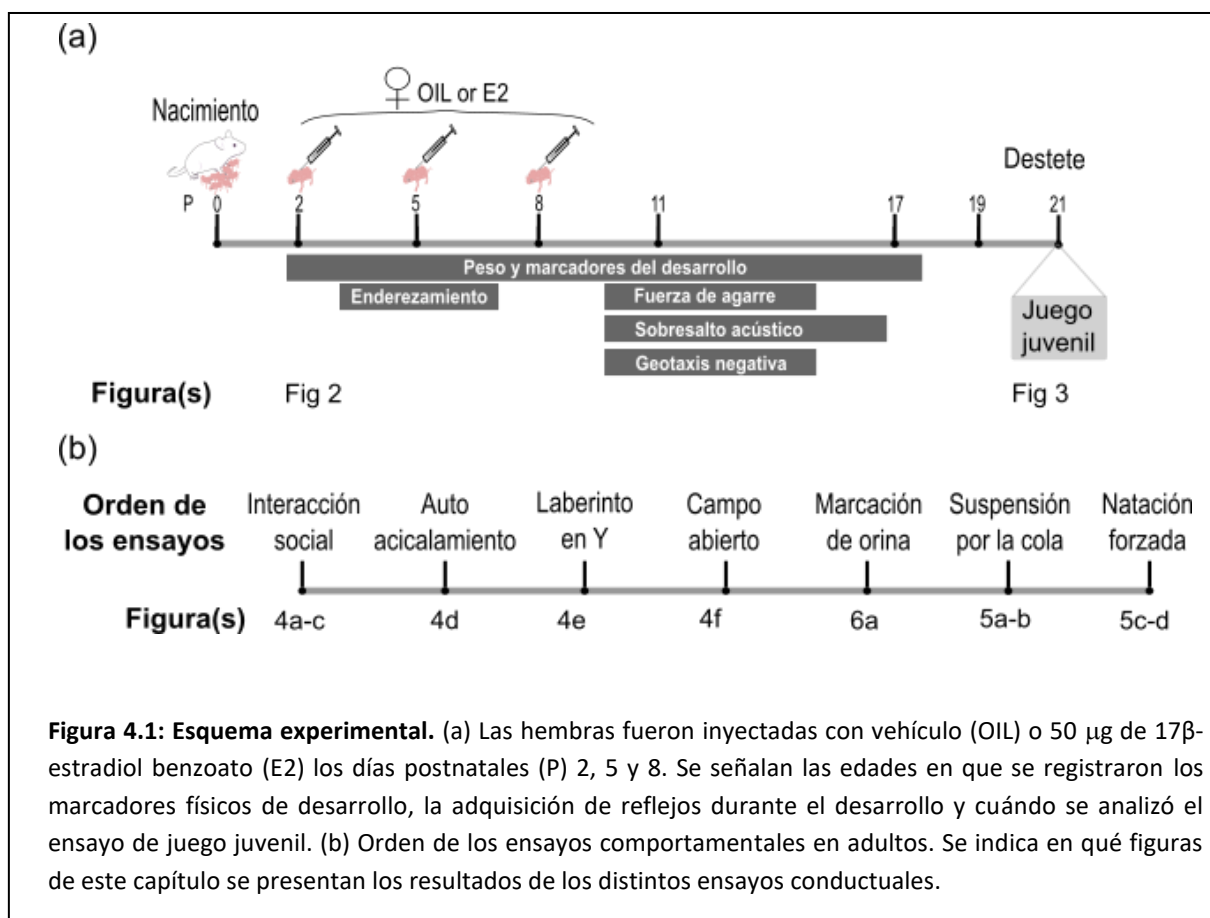 (a)
♀ OIL or E2
Nacimiento
Destete
P 0 2 5 8 11 17 19 21
Peso y marcadores del desarrollo
Enderezamiento Fuerza de agarre
Sobresalto acústico
Geotaxis negativa
Juego
juvenil
Figura(s) Fig 2 Fig 3
(b)
Orden de Interacción Auto Laberinto Campo Marcación Suspensión Natación
los ensayos social acicalamiento en Y abierto de orina por la cola forzada
Figura(s) 4a-c 4d 4e 4f 6a 5a-b 5c-d
Figura 4.1: Esquema experimental. (a) Las hembras fueron inyectadas con vehículo (OIL) o 50 μg de 17β-
estradiol benzoato (E2) los días postnatales (P) 2, 5 y 8. Se señalan las edades en que se registraron los
marcadores físicos de desarrollo, la adquisición de reflejos durante el desarrollo y cuándo se analizó el
ensayo de juego juvenil. (b) Orden de los ensayos comportamentales en adultos. Se indica en qué figuras
de este capítulo se presentan los resultados de los distintos ensayos conductuales.